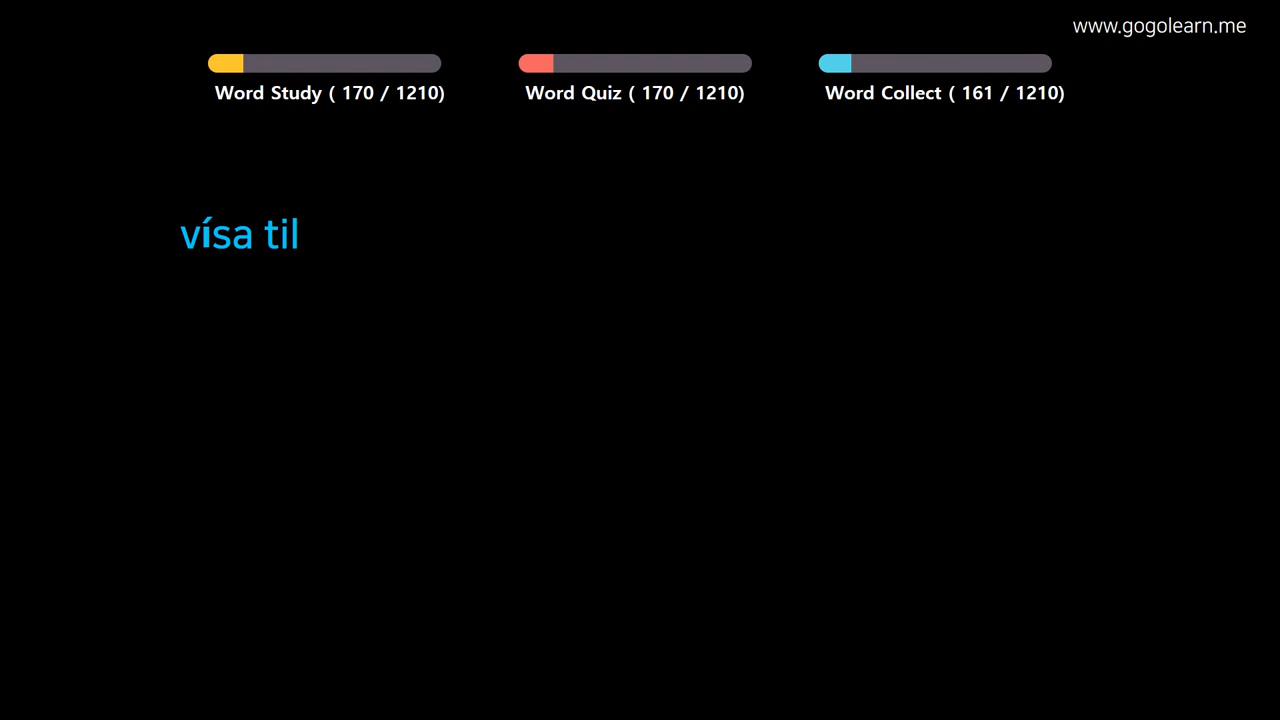 www.gogolearn.me
Word Study ( 170 / 1210)
Word Quiz ( 170 / 1210)
Word Collect ( 161 / 1210)
vísa til